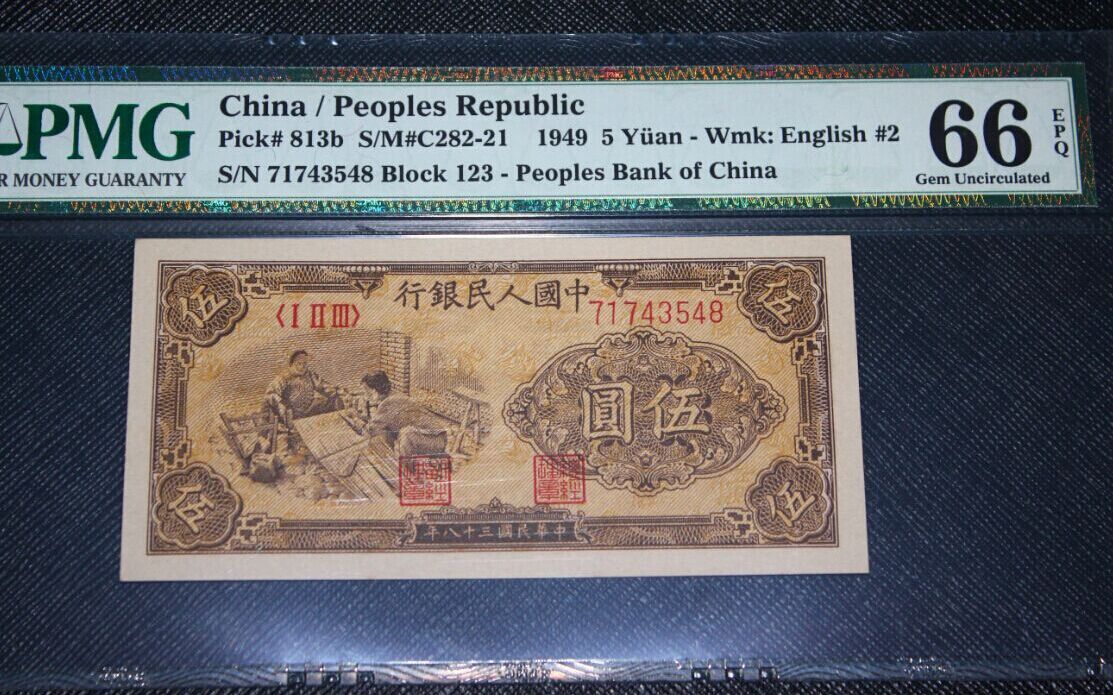 PMG
R MONEY GUARANTY
China / Peoples Republic
Pick# 813b S/M#C282-21 1949 5 Yüan - Wmk: English #2
S/N 71743548 Block 123 - Peoples Bank of China
66
EPQ
Gem Uncirculated
行銀民人國中
〈I II III〉
71743548
伍
伍
圓伍
伍
伍
年八十三國民華中